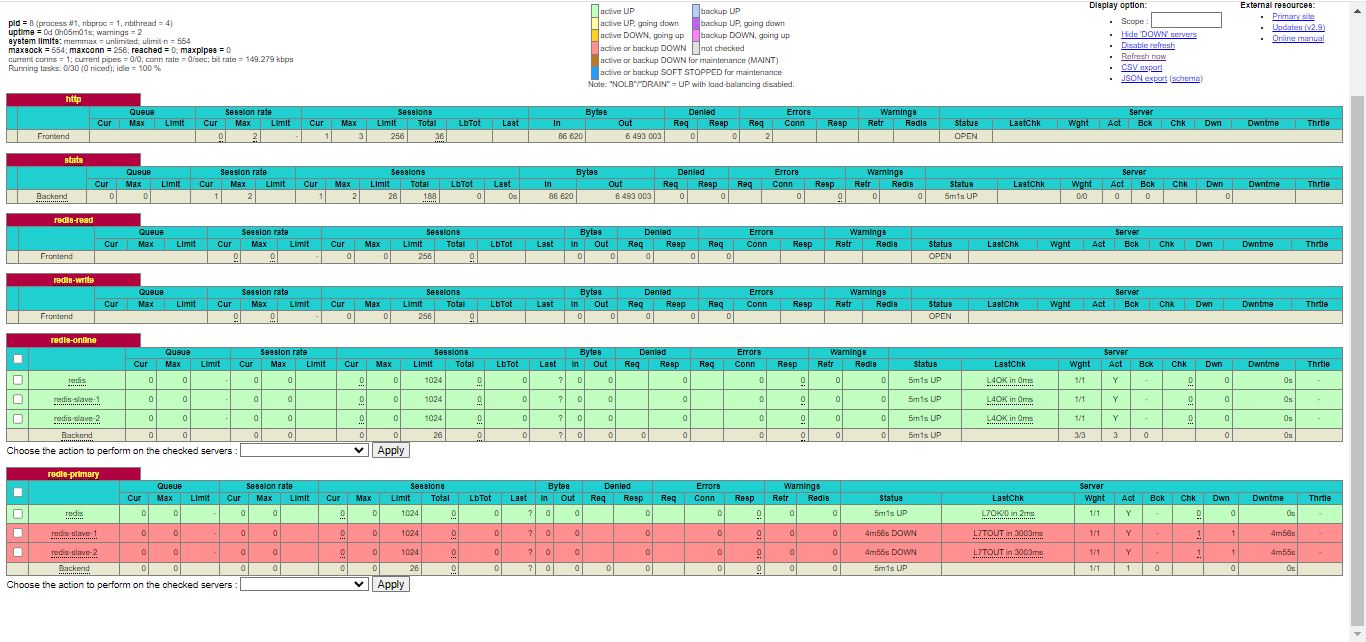 pid = 8 (process #1, nbproc = 1, nbthread = 4)
uptime = 0d 0h05m01s; warnings = 2
system limits: memmax = unlimited; ulimit-n = 554
maxsock = 554; maxconn = 256; reached = 0; maxpipes = 0
current conns = 1; current pipes = 0/0; conn rate = 0/sec; bit rate = 149.279 kbps
Running tasks: 0/30 (0 niced); idle = 100 %
active UP backup UP
active UP, going down backup UP, going down
active DOWN, going up backup DOWN, going up
active or backup DOWN not checked
active or backup DOWN for maintenance (MAINT)
active or backup SOFT STOPPED for maintenance
Note: "NOLB"/"DRAIN" = UP with load-balancing disabled.
Display option:
Scope :
Hide 'DOWN' servers
Disable refresh
Refresh now
CSV export
JSON export (schema)
External resources:
Primary site
Updates (v2.9)
Online manual
http
Queue Session rate Sessions Bytes Denied Errors Warnings Server
Cur Max Limit Cur Max Limit Cur Max Limit Total LbTot Last In Out Req Resp Req Conn Resp Retr Redis Status LastChk Wght Act Bck Chk Dwn Dwntme Thrtle
Frontend 0 2 - 1 3 256 36 86 620 6 493 003 0 0 2 OPEN
stats
Queue Session rate Sessions Bytes Denied Errors Warnings Server
Cur Max Limit Cur Max Limit Cur Max Limit Total LbTot Last In Out Req Resp Req Conn Resp Retr Redis Status LastChk Wght Act Bck Chk Dwn Dwntme Thrtle
Backend 0 0 1 2 1 2 26 188 0 0s 86 620 6 493 003 0 0 0 0 0 0 5m1s UP 0/0 0 0 0
redis-read
Queue Session rate Sessions Bytes Denied Errors Warnings Server
Cur Max Limit Cur Max Limit Cur Max Limit Total LbTot Last In Out Req Resp Req Conn Resp Retr Redis Status LastChk Wght Act Bck Chk Dwn Dwntme Thrtle
Frontend 0 0 - 0 0 256 0 0 0 0 0 0 OPEN
redis-write
Queue Session rate Sessions Bytes Denied Errors Warnings Server
Cur Max Limit Cur Max Limit Cur Max Limit Total LbTot Last In Out Req Resp Req Conn Resp Retr Redis Status LastChk Wght Act Bck Chk Dwn Dwntme Thrtle
Frontend 0 0 - 0 0 256 0 0 0 0 0 0 OPEN
redis-online
Queue Session rate Sessions Bytes Denied Errors Warnings Server
Cur Max Limit Cur Max Limit Cur Max Limit Total LbTot Last In Out Req Resp Req Conn Resp Retr Redis Status LastChk Wght Act Bck Chk Dwn Dwntme Thrtle
redis 0 0 - 0 0 0 0 1024 0 0 ? 0 0 0 0 0 0 0 5m1s UP L4OK in 0ms 1/1 Y - 0 0 0s -
redis-slave-1 0 0 - 0 0 0 0 1024 0 0 ? 0 0 0 0 0 0 0 5m1s UP L4OK in 0ms 1/1 Y - 0 0 0s -
redis-slave-2 0 0 - 0 0 0 0 1024 0 0 ? 0 0 0 0 0 0 0 5m1s UP L4OK in 0ms 1/1 Y - 0 0 0s -
Backend 0 0 0 0 0 0 26 0 0 ? 0 0 0 0 0 0 0 0 5m1s UP 3/3 3 0 0 0s
Choose the action to perform on the checked servers : Apply
redis-primary
Queue Session rate Sessions Bytes Denied Errors Warnings Server
Cur Max Limit Cur Max Limit Cur Max Limit Total LbTot Last In Out Req Resp Req Conn Resp Retr Redis Status LastChk Wght Act Bck Chk Dwn Dwntme Thrtle
redis 0 0 - 0 0 0 0 1024 0 0 ? 0 0 0 0 0 0 0 5m1s UP L7OK/0 in 2ms 1/1 Y - 0 0 0s -
redis-slave-1 0 0 - 0 0 0 0 1024 0 0 ? 0 0 0 0 0 0 0 4m56s DOWN L7TOUT in 3003ms 1/1 Y - 1 1 4m56s -
redis-slave-2 0 0 - 0 0 0 0 1024 0 0 ? 0 0 0 0 0 0 0 4m55s DOWN L7TOUT in 3003ms 1/1 Y - 1 1 4m55s -
Backend 0 0 0 0 0 0 26 0 0 ? 0 0 0 0 0 0 0 0 5m1s UP 1/1 1 0 0 0s
Choose the action to perform on the checked servers : Apply